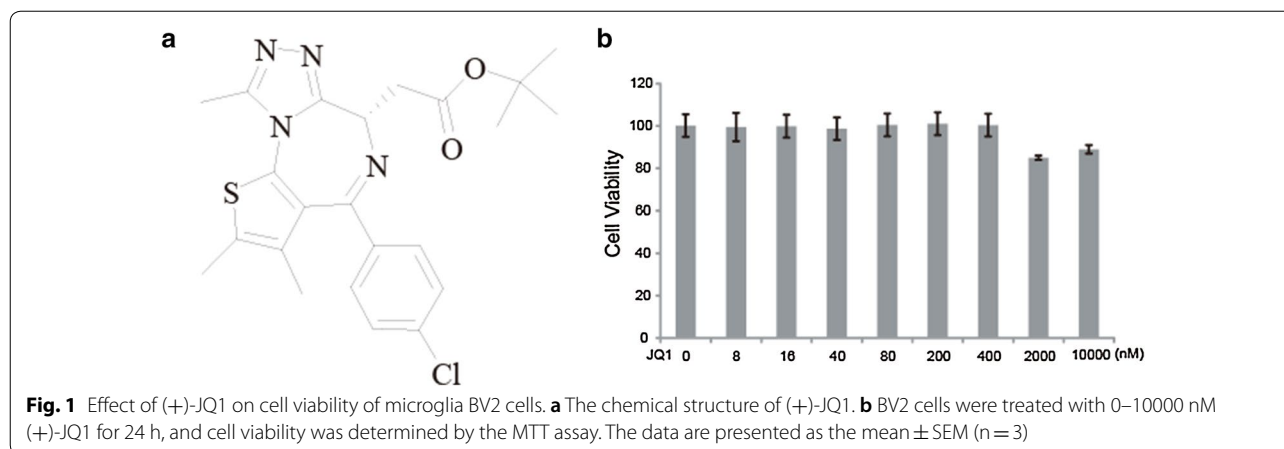 a
N
N
N
O
O
N
S
Cl
b
120
100
80
60
40
20
0
Cell Viability
JQ1 0 8 16 40 80 200 400 2000 10000 (nM)
Fig. 1 Effect of (+)-JQ1 on cell viability of microglia BV2 cells. a The chemical structure of (+)-JQ1. b BV2 cells were treated with 0–10000 nM
(+)-JQ1 for 24 h, and cell viability was determined by the MTT assay. The data are presented as the mean ± SEM (n = 3)